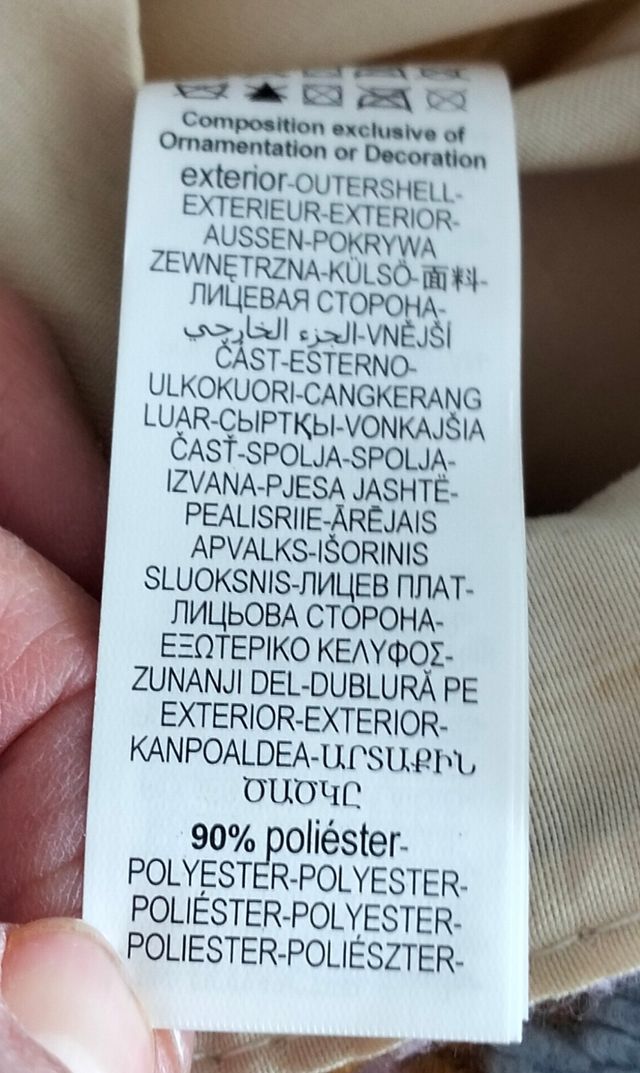 Composition exclusive of
Ornamentation or Decoration
exterior-OUTERSHELL-
EXTERIEUR-EXTERIOR-
AUSSEN-POKRYWA
ZEWNĘTRZNA-KÜLSÖ-面料-
ЛИЦЕВАЯ СТОРОНА-
الجزء الخارجي-VNĚJŠÍ
ČÁST-ESTERNO-
ULKOKUORI-CANGKERANG
LUAR-СЫРТҚЫ-VONKAJŠIA
ČASŤ-SPOLJA-SPOLJA-
IZVANA-PJESA JASHTË-
PEALISRIIE-ĀRĒJAIS
APVALKS-IŠORINIS
SLUOKSNIS-ЛИЦЕВ ПЛАТ-
ЛИЦЬОВА СТОРОНА-
ΕΞΩΤΕΡΙΚΟ ΚΕΛΥΦΟΣ-
ZUNANJI DEL-DUBLURĂ PE
EXTERIOR-EXTERIOR-
KANPOALDEA-ԱՐՏԱՔԻՆ
ԾԱԾԿԸ
90% poliéster-
POLYESTER-POLYESTER-
POLIÉSTER-POLYESTER-
POLIESTER-POLIÉSZTER-